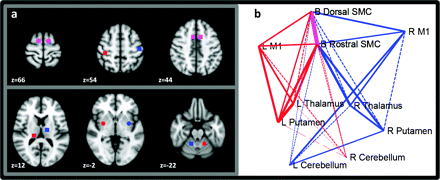 a
z=66
z=54
z=44
z=12
z=-2
z=-22
b
B Dorsal SMC
R M1
L M1
B Rostral SMC
L Thalamus
R Thalamus
L Putamen
R Putamen
R Cerebellum
L Cerebellum